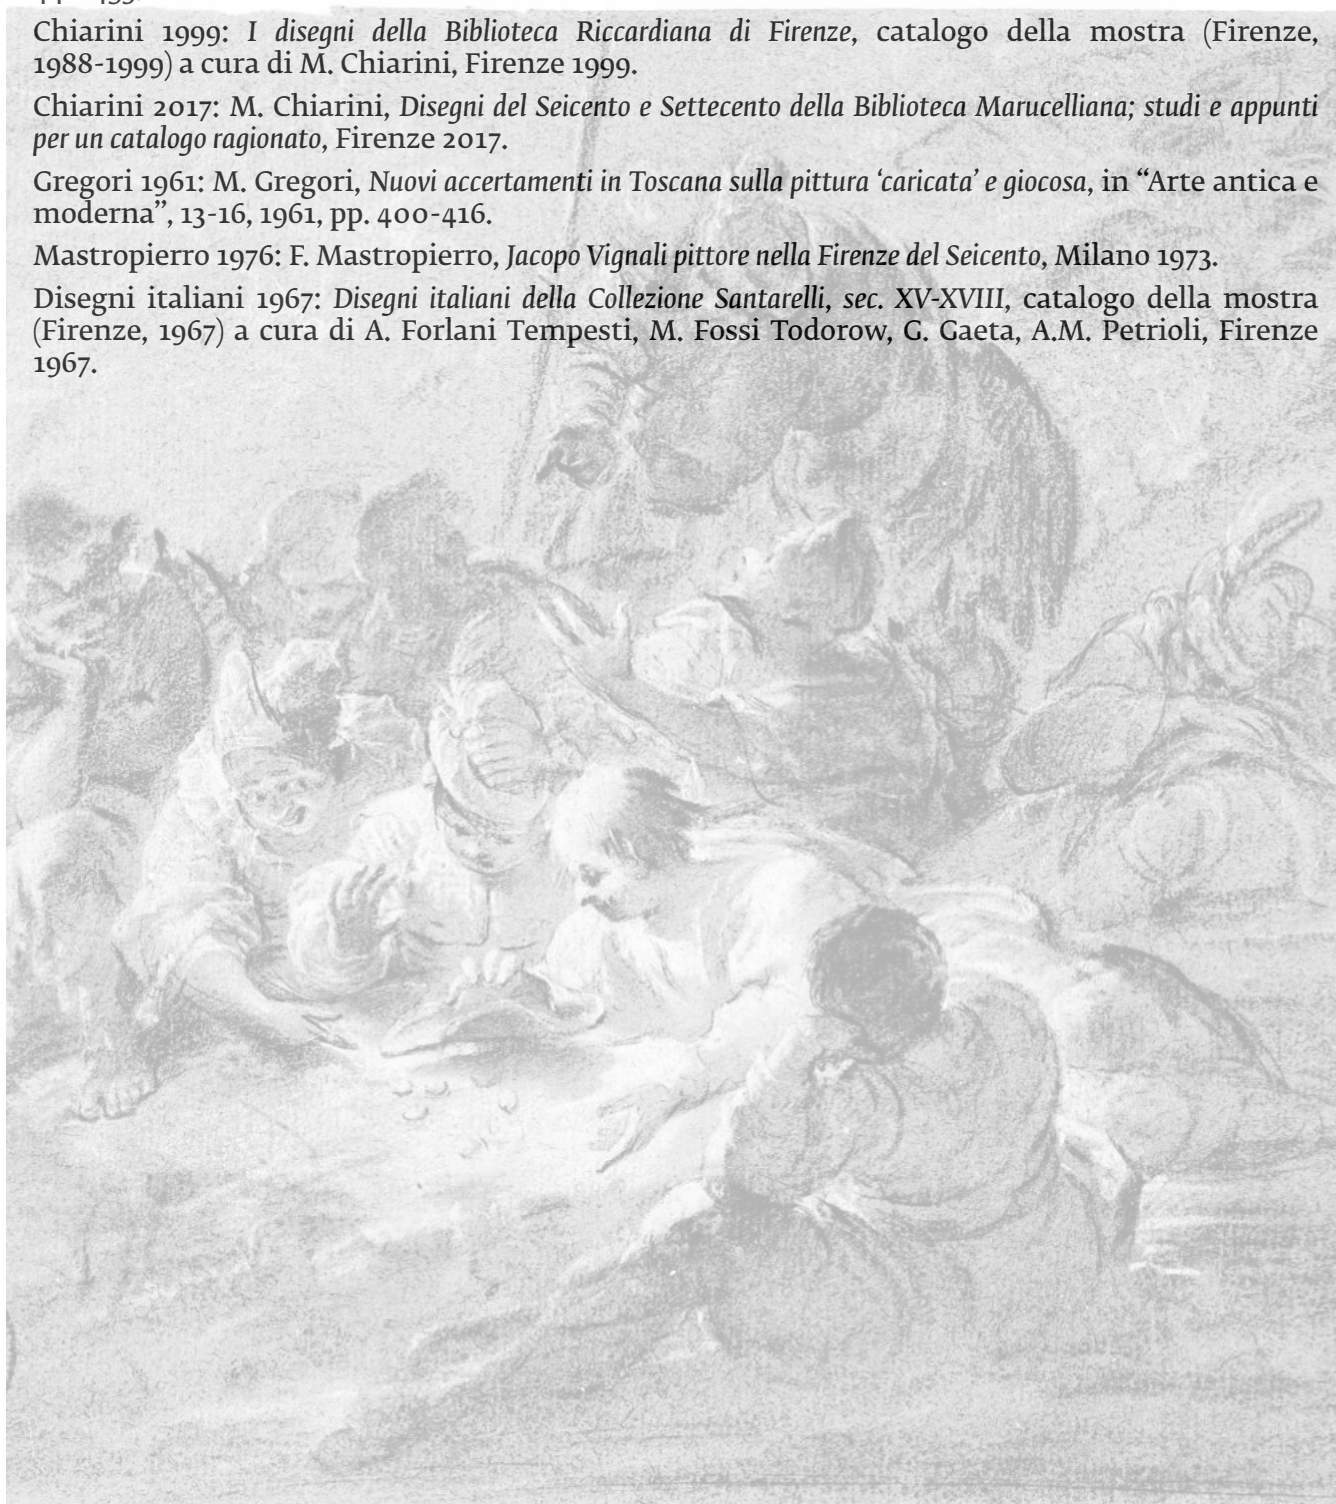 Chiarini 1999: I disegni della Biblioteca Riccardiana di Firenze, catalogo della mostra (Firenze,
1988-1999) a cura di M. Chiarini, Firenze 1999.
Chiarini 2017: M. Chiarini, Disegni del Seicento e Settecento della Biblioteca Marucelliana; studi e appunti
per un catalogo ragionato, Firenze 2017.
Gregori 1961: M. Gregori, Nuovi accertamenti in Toscana sulla pittura ‘caricata’ e giocosa, in “Arte antica e
moderna”, 13-16, 1961, pp. 400-416.
Mastropierro 1976: F. Mastropierro, Jacopo Vignali pittore nella Firenze del Seicento, Milano 1973.
Disegni italiani 1967: Disegni italiani della Collezione Santarelli, sec. XV-XVIII, catalogo della mostra
(Firenze, 1967) a cura di A. Forlani Tempesti, M. Fossi Todorow, G. Gaeta, A.M. Petrioli, Firenze
1967.